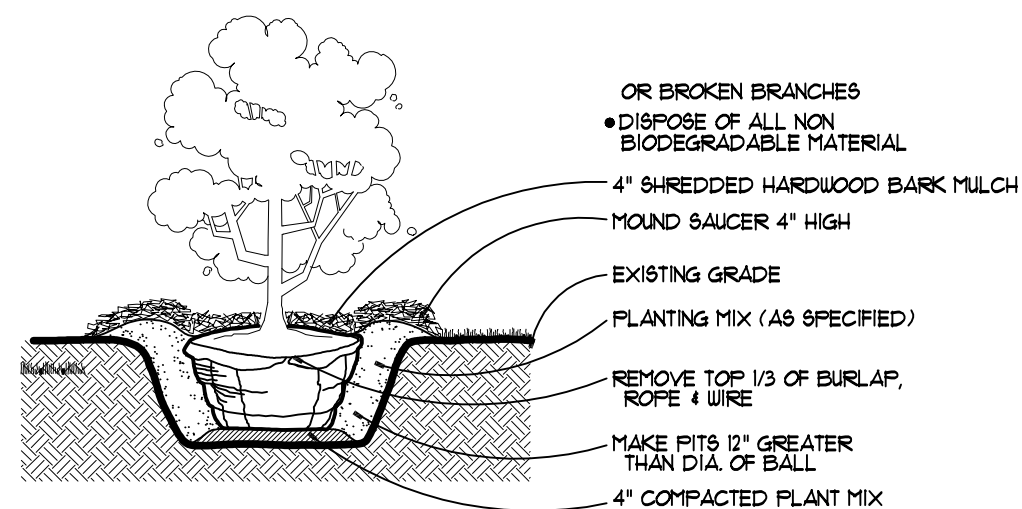 OR BROKEN BRANCHES
●DISPOSE OF ALL NON
BIODEGRADABLE MATERIAL
4" SHREDDED HARDWOOD BARK MULCH
MOUND SAUCER 4" HIGH
EXISTING GRADE
PLANTING MIX (AS SPECIFIED)
REMOVE TOP 1/3 OF BURLAP,
ROPE & WIRE
MAKE PITS 12" GREATER
THAN DIA. OF BALL
4" COMPACTED PLANT MIX